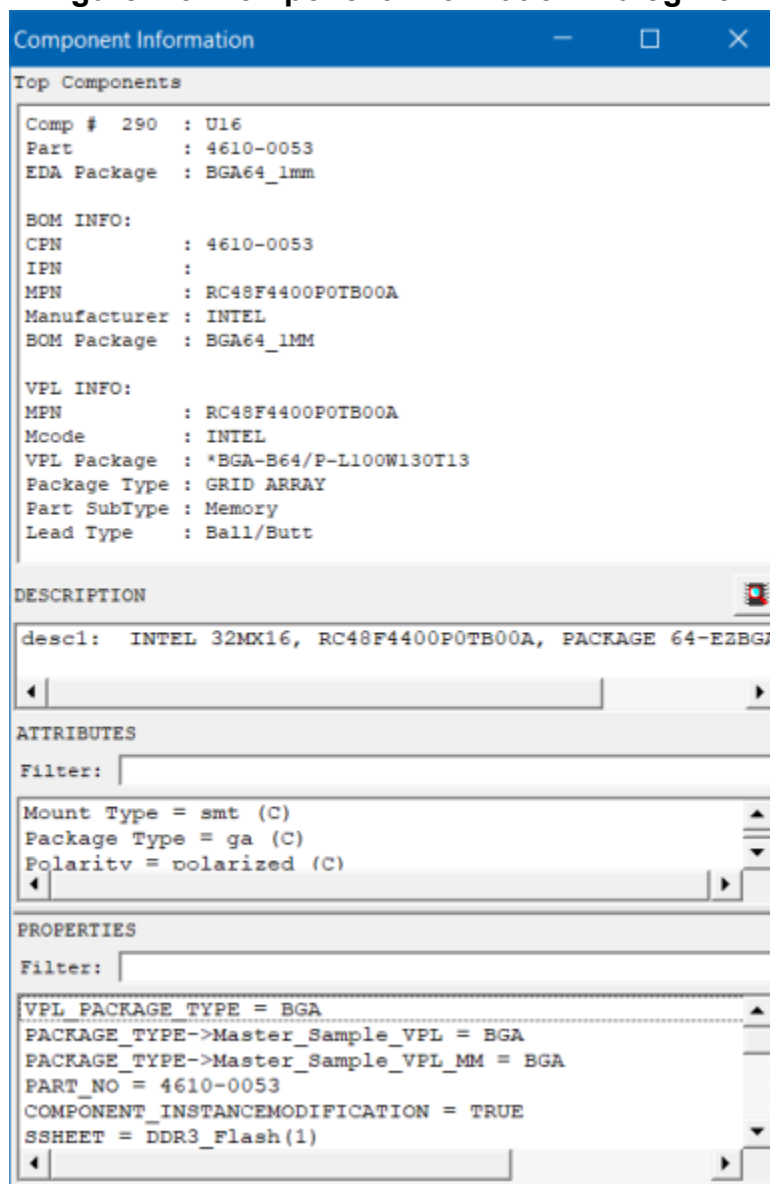 Component Information
Top Components
Comp #  290  : U16
Part         : 4610-0053
EDA Package  : BGA64_1mm
BOM INFO:
CPN          : 4610-0053
IPN          :
MPN          : RC48F4400P0TB00A
Manufacturer : INTEL
BOM Package  : BGA64_1MM
VPL INFO:
MPN          : RC48F4400P0TB00A
Mcode        : INTEL
VPL Package  : *BGA-B64/P-L100W130T13
Package Type : GRID ARRAY
Part SubType : Memory
Lead Type    : Ball/Butt
DESCRIPTION
desc1:  INTEL 32MX16, RC48F4400P0TB00A, PACKAGE 64-EZBGA
ATTRIBUTES
Filter:
Mount Type = smt (C)
Package Type = ga (C)
Polarity = polarized (C)
PROPERTIES
Filter:
VPL_PACKAGE_TYPE = BGA
PACKAGE_TYPE->Master_Sample_VPL = BGA
PACKAGE_TYPE->Master_Sample_VPL_MM = BGA
PART_NO = 4610-0053
COMPONENT_INSTANCEMODIFICATION = TRUE
SSHEET = DDR3_Flash(1)